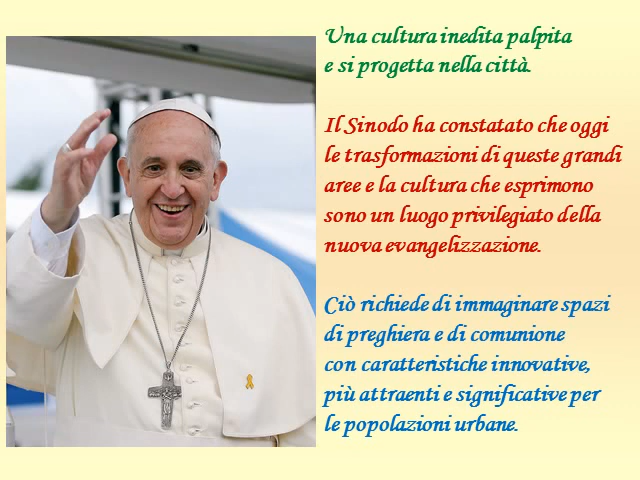 Una cultura inedita palpita
e si progetta nella città.
Il Sinodo ha constatato che oggi
le trasformazioni di queste grandi
aree e la cultura che esprimono
sono un luogo privilegiato della
nuova evangelizzazione.
Ciò richiede di immaginare spazi
di preghiera e di comunione
con caratteristiche innovative,
più attraenti e significative per
le popolazioni urbane.